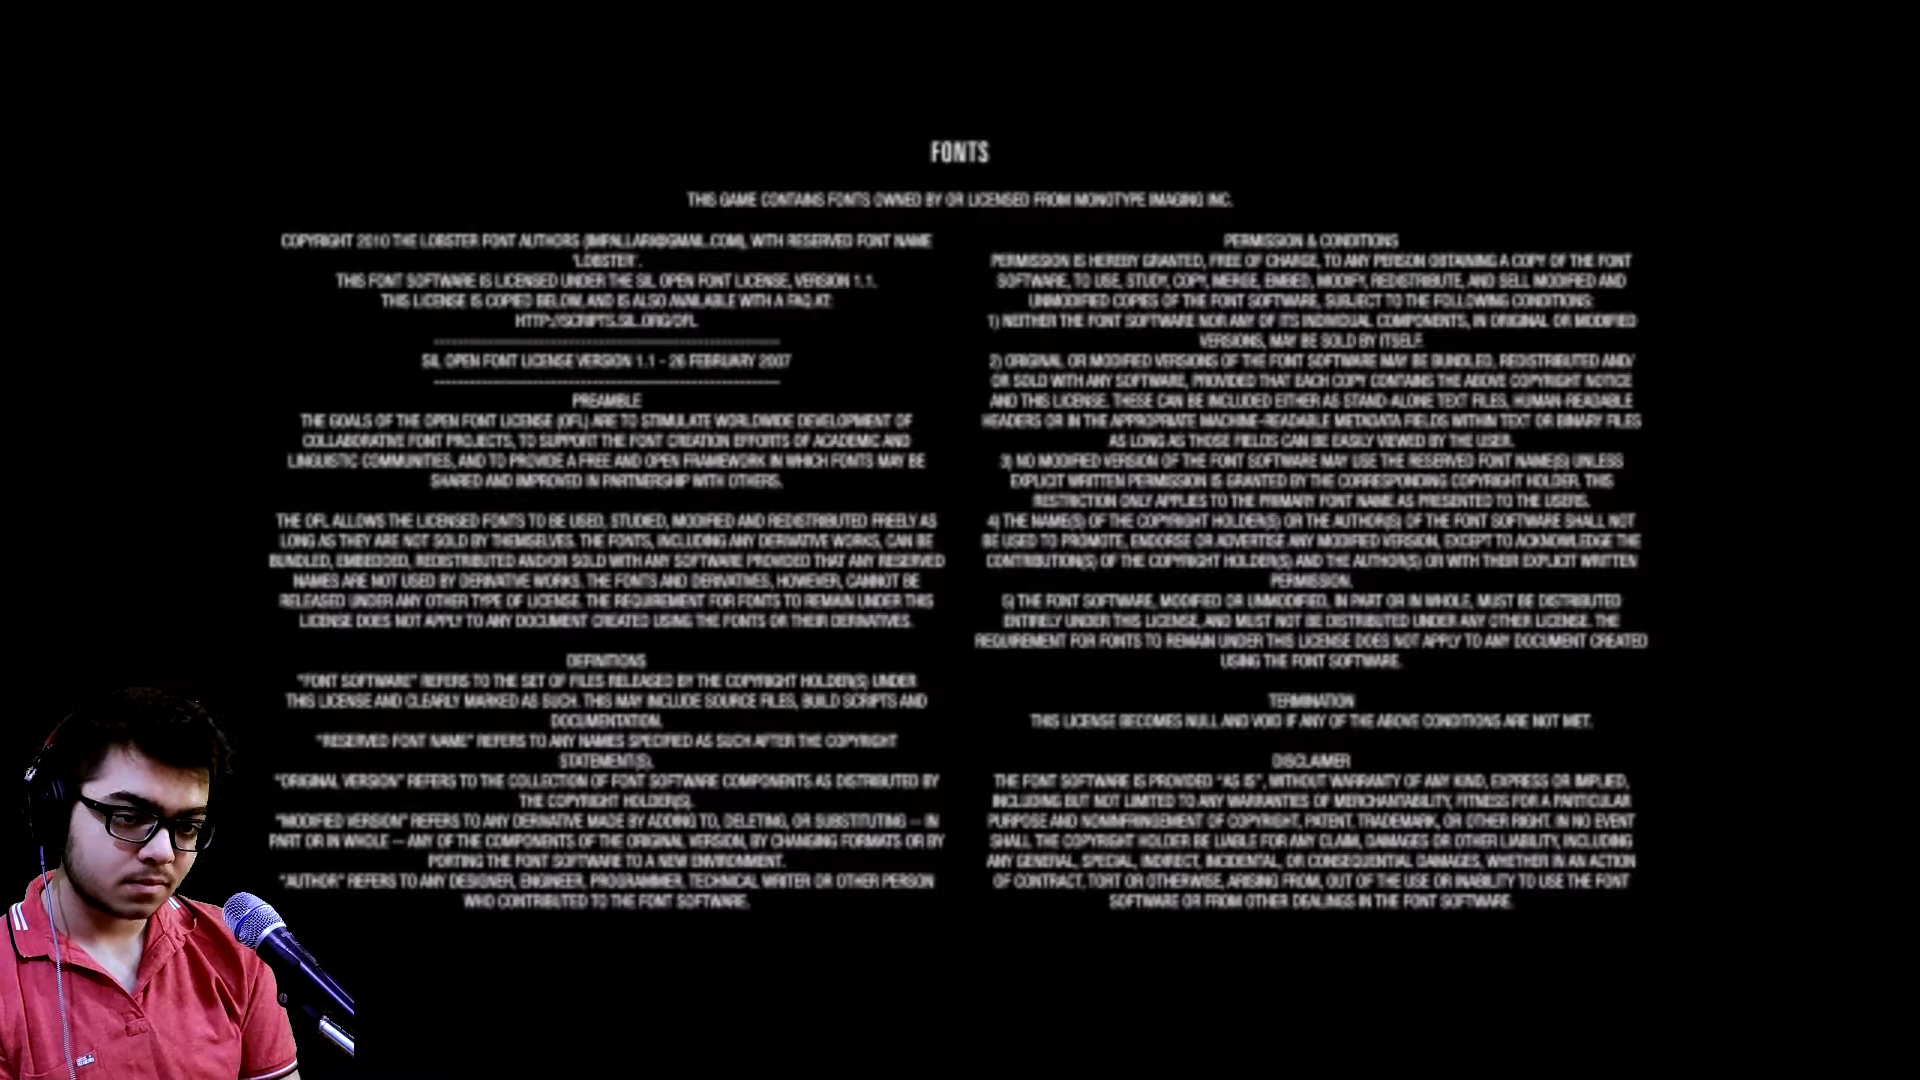 FONTS
THIS GAME CONTAINS FONTS OWNED BY OR LICENSED FROM MONOTYPE IMAGING INC.
COPYRIGHT 2010 THE LOBSTER FONT AUTHORS (IMPALLARI@GMAIL.COM), WITH RESERVED FONT NAME
'LOBSTER'.
THIS FONT SOFTWARE IS LICENSED UNDER THE SIL OPEN FONT LICENSE, VERSION 1.1.
THIS LICENSE IS COPIED BELOW, AND IS ALSO AVAILABLE WITH A FAQ AT:
HTTP://SCRIPTS.SIL.ORG/OFL
-----------------------------------------------------------
SIL OPEN FONT LICENSE VERSION 1.1 - 26 FEBRUARY 2007
-----------------------------------------------------------
PREAMBLE
THE GOALS OF THE OPEN FONT LICENSE (OFL) ARE TO STIMULATE WORLDWIDE DEVELOPMENT OF
COLLABORATIVE FONT PROJECTS, TO SUPPORT THE FONT CREATION EFFORTS OF ACADEMIC AND
LINGUISTIC COMMUNITIES, AND TO PROVIDE A FREE AND OPEN FRAMEWORK IN WHICH FONTS MAY BE
SHARED AND IMPROVED IN PARTNERSHIP WITH OTHERS.
THE OFL ALLOWS THE LICENSED FONTS TO BE USED, STUDIED, MODIFIED AND REDISTRIBUTED FREELY AS
LONG AS THEY ARE NOT SOLD BY THEMSELVES. THE FONTS, INCLUDING ANY DERIVATIVE WORKS, CAN BE
BUNDLED, EMBEDDED, REDISTRIBUTED AND/OR SOLD WITH ANY SOFTWARE PROVIDED THAT ANY RESERVED
NAMES ARE NOT USED BY DERIVATIVE WORKS. THE FONTS AND DERIVATIVES, HOWEVER, CANNOT BE
RELEASED UNDER ANY OTHER TYPE OF LICENSE. THE REQUIREMENT FOR FONTS TO REMAIN UNDER THIS
LICENSE DOES NOT APPLY TO ANY DOCUMENT CREATED USING THE FONTS OR THEIR DERIVATIVES.
DEFINITIONS
"FONT SOFTWARE" REFERS TO THE SET OF FILES RELEASED BY THE COPYRIGHT HOLDER(S) UNDER
THIS LICENSE AND CLEARLY MARKED AS SUCH. THIS MAY INCLUDE SOURCE FILES, BUILD SCRIPTS AND
DOCUMENTATION.
"RESERVED FONT NAME" REFERS TO ANY NAMES SPECIFIED AS SUCH AFTER THE COPYRIGHT
STATEMENT(S).
"ORIGINAL VERSION" REFERS TO THE COLLECTION OF FONT SOFTWARE COMPONENTS AS DISTRIBUTED BY
THE COPYRIGHT HOLDER(S).
"MODIFIED VERSION" REFERS TO ANY DERIVATIVE MADE BY ADDING TO, DELETING, OR SUBSTITUTING — IN
PART OR IN WHOLE — ANY OF THE COMPONENTS OF THE ORIGINAL VERSION, BY CHANGING FORMATS OR BY
PORTING THE FONT SOFTWARE TO A NEW ENVIRONMENT.
"AUTHOR" REFERS TO ANY DESIGNER, ENGINEER, PROGRAMMER, TECHNICAL WRITER OR OTHER PERSON
WHO CONTRIBUTED TO THE FONT SOFTWARE.
PERMISSION & CONDITIONS
PERMISSION IS HEREBY GRANTED, FREE OF CHARGE, TO ANY PERSON OBTAINING A COPY OF THE FONT
SOFTWARE, TO USE, STUDY, COPY, MERGE, EMBED, MODIFY, REDISTRIBUTE, AND SELL MODIFIED AND
UNMODIFIED COPIES OF THE FONT SOFTWARE, SUBJECT TO THE FOLLOWING CONDITIONS:
1) NEITHER THE FONT SOFTWARE NOR ANY OF ITS INDIVIDUAL COMPONENTS, IN ORIGINAL OR MODIFIED
VERSIONS, MAY BE SOLD BY ITSELF.
2) ORIGINAL OR MODIFIED VERSIONS OF THE FONT SOFTWARE MAY BE BUNDLED, REDISTRIBUTED AND/
OR SOLD WITH ANY SOFTWARE, PROVIDED THAT EACH COPY CONTAINS THE ABOVE COPYRIGHT NOTICE
AND THIS LICENSE. THESE CAN BE INCLUDED EITHER AS STAND-ALONE TEXT FILES, HUMAN-READABLE
HEADERS OR IN THE APPROPRIATE MACHINE-READABLE METADATA FIELDS WITHIN TEXT OR BINARY FILES
AS LONG AS THOSE FIELDS CAN BE EASILY VIEWED BY THE USER.
3) NO MODIFIED VERSION OF THE FONT SOFTWARE MAY USE THE RESERVED FONT NAME(S) UNLESS
EXPLICIT WRITTEN PERMISSION IS GRANTED BY THE CORRESPONDING COPYRIGHT HOLDER. THIS
RESTRICTION ONLY APPLIES TO THE PRIMARY FONT NAME AS PRESENTED TO THE USERS.
4) THE NAME(S) OF THE COPYRIGHT HOLDER(S) OR THE AUTHOR(S) OF THE FONT SOFTWARE SHALL NOT
BE USED TO PROMOTE, ENDORSE OR ADVERTISE ANY MODIFIED VERSION, EXCEPT TO ACKNOWLEDGE THE
CONTRIBUTION(S) OF THE COPYRIGHT HOLDER(S) AND THE AUTHOR(S) OR WITH THEIR EXPLICIT WRITTEN
PERMISSION.
5) THE FONT SOFTWARE, MODIFIED OR UNMODIFIED, IN PART OR IN WHOLE, MUST BE DISTRIBUTED
ENTIRELY UNDER THIS LICENSE, AND MUST NOT BE DISTRIBUTED UNDER ANY OTHER LICENSE. THE
REQUIREMENT FOR FONTS TO REMAIN UNDER THIS LICENSE DOES NOT APPLY TO ANY DOCUMENT CREATED
USING THE FONT SOFTWARE.
TERMINATION
THIS LICENSE BECOMES NULL AND VOID IF ANY OF THE ABOVE CONDITIONS ARE NOT MET.
DISCLAIMER
THE FONT SOFTWARE IS PROVIDED "AS IS", WITHOUT WARRANTY OF ANY KIND, EXPRESS OR IMPLIED,
INCLUDING BUT NOT LIMITED TO ANY WARRANTIES OF MERCHANTABILITY, FITNESS FOR A PARTICULAR
PURPOSE AND NONINFRINGEMENT OF COPYRIGHT, PATENT, TRADEMARK, OR OTHER RIGHT. IN NO EVENT
SHALL THE COPYRIGHT HOLDER BE LIABLE FOR ANY CLAIM, DAMAGES OR OTHER LIABILITY, INCLUDING
ANY GENERAL, SPECIAL, INDIRECT, INCIDENTAL, OR CONSEQUENTIAL DAMAGES, WHETHER IN AN ACTION
OF CONTRACT, TORT OR OTHERWISE, ARISING FROM, OUT OF THE USE OR INABILITY TO USE THE FONT
SOFTWARE OR FROM OTHER DEALINGS IN THE FONT SOFTWARE.